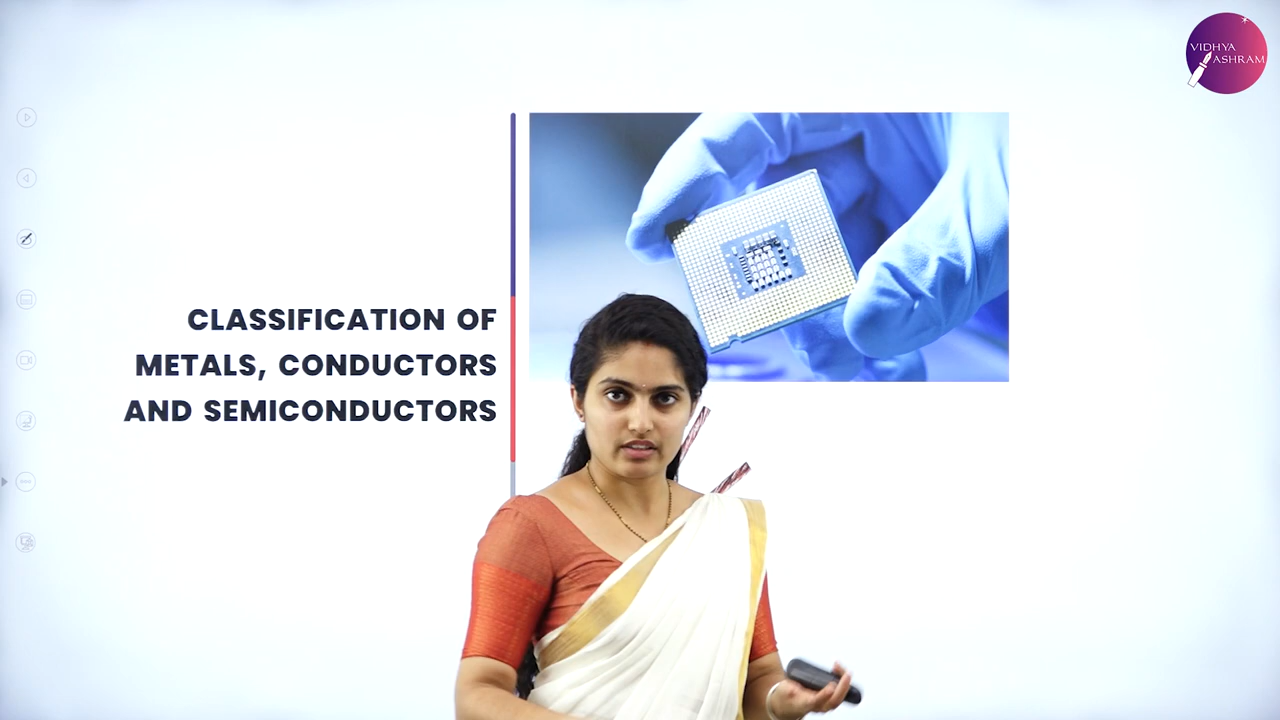 VIDHYA
ASHRAM
CLASSIFICATION OF
METALS, CONDUCTORS
AND SEMICONDUCTORS